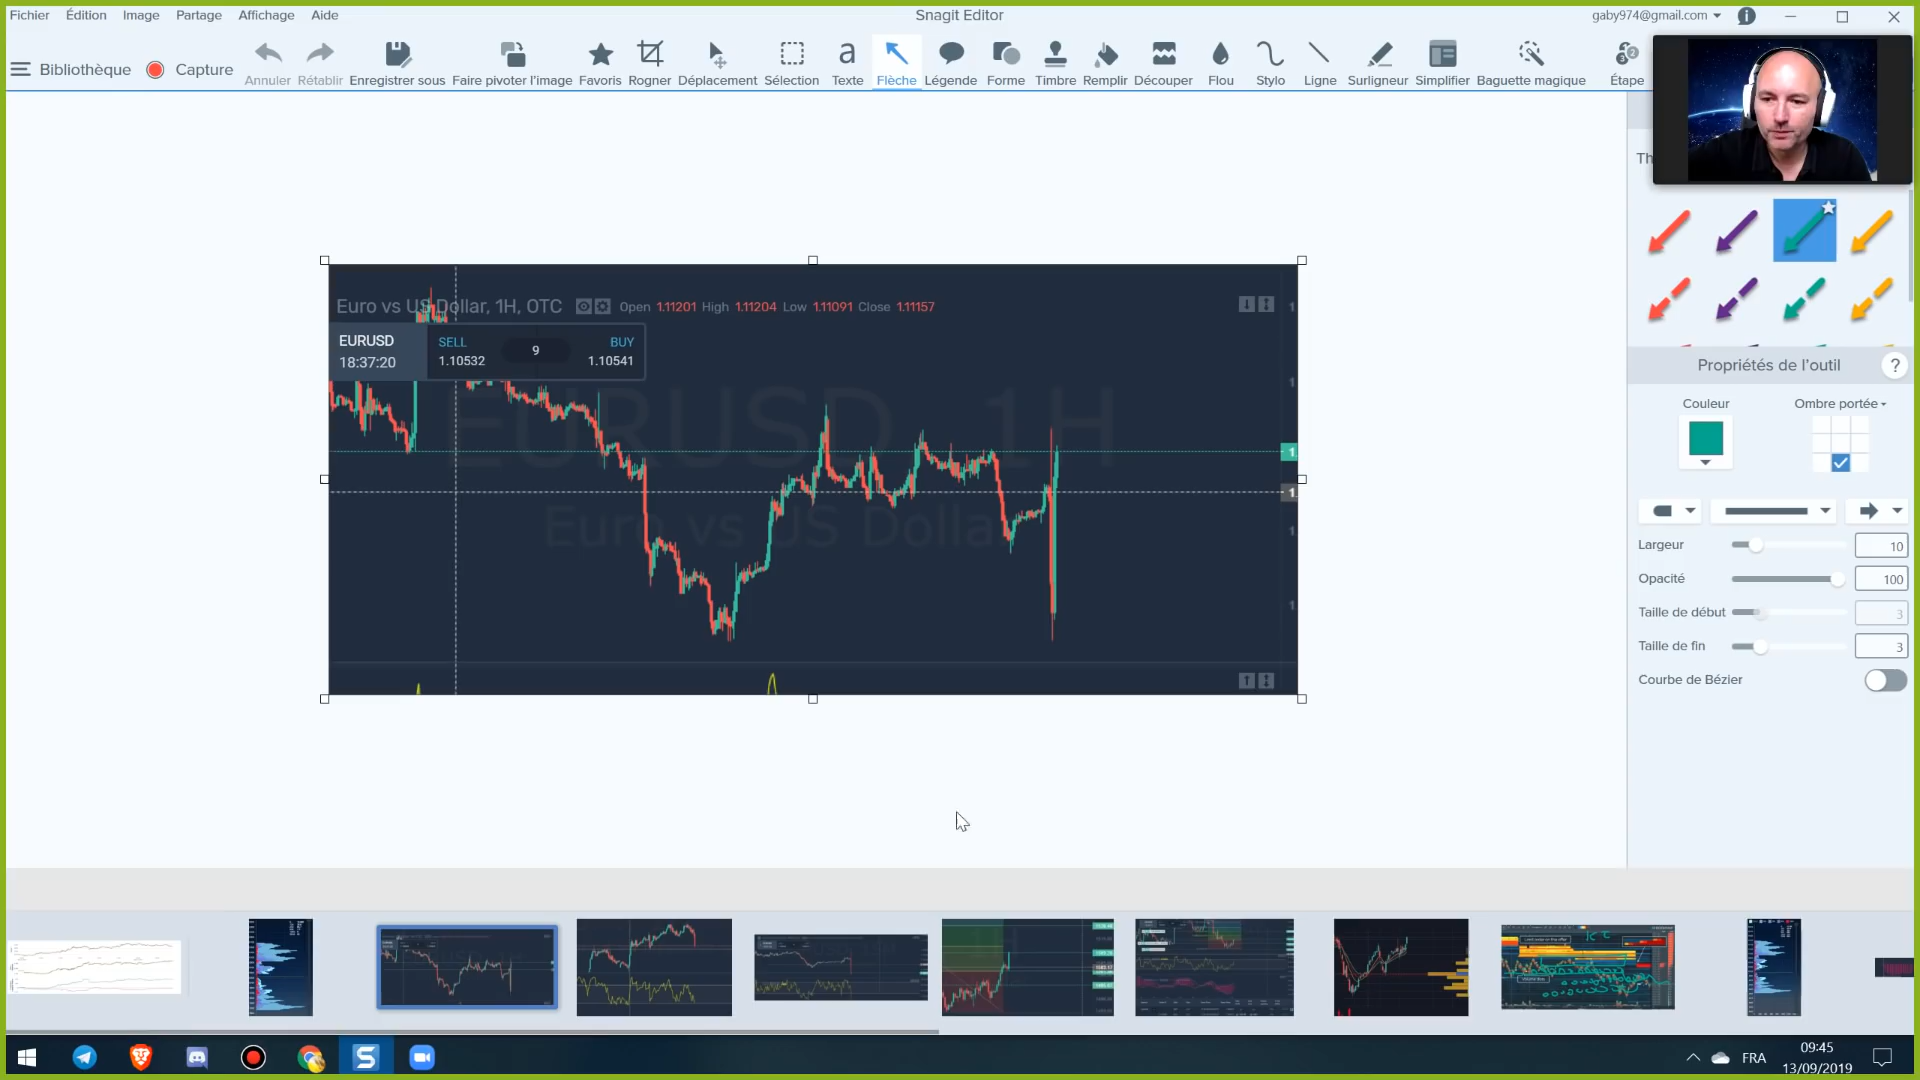 Fichier Édition Image Partage Affichage Aide
Snagit Editor
gaby974@gmail.com
Bibliothèque Capture
Annuler Rétablir Enregistrer sous Faire pivoter l'image Favoris Rogner Déplacement Sélection Texte Flèche Légende Forme Timbre Remplir Découper Flou Stylo Ligne Surligneur Simplifier Baguette magique Étape
Euro vs US Dollar, 1H, OTC Open 1.11201 High 1.11204 Low 1.11091 Close 1.11157
EURUSD SELL 9 BUY
18:37:20 1.10532 1.10541
EURUSD, 1H
Euro vs US Dollar
Propriétés de l'outil ?
Couleur Ombre portée
Largeur 10
Opacité 100
Taille de début 3
Taille de fin 3
Courbe de Bézier
FRA
09:45
13/09/2019